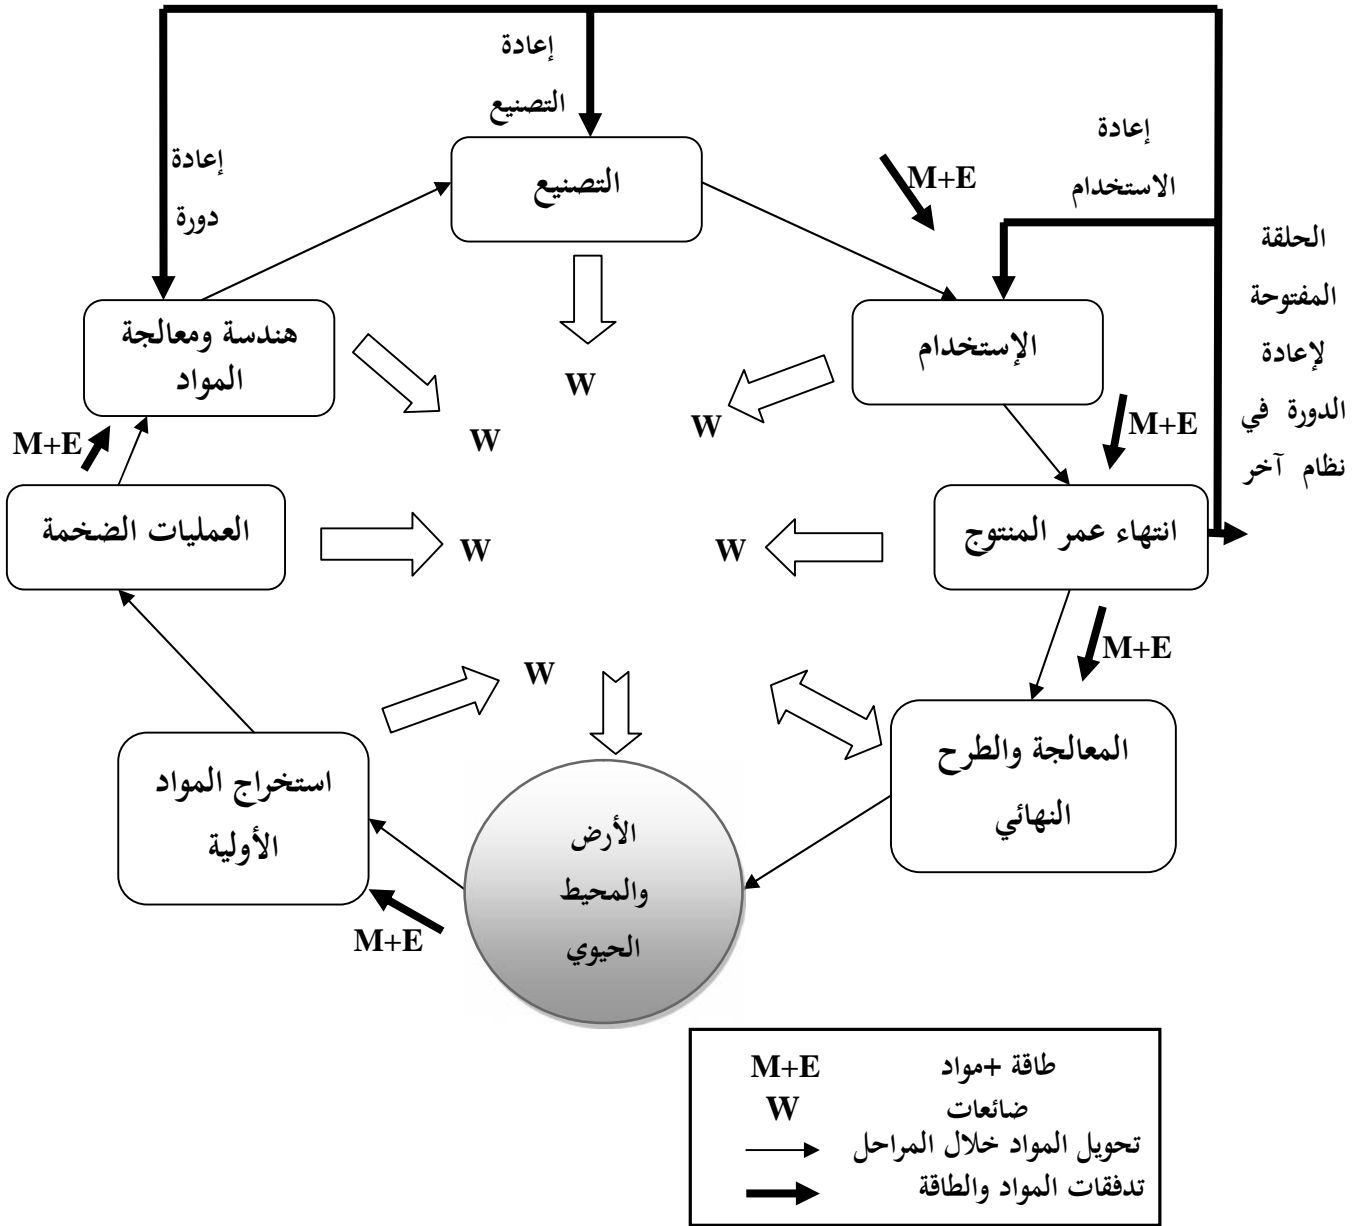 إعادة
التصنيع
إعادة
الاستخدام
إعادة
دورة
التصنيع
M+E
الحلقة
المفتوحة
لإعادة
الدورة في
نظام آخر
هندسة ومعالجة
المواد
الإستخدام
W
W
W
M+E
M+E
العمليات الضخمة
W
W
انتهاء عمر المنتوج
M+E
W
استخراج المواد
الأولية
المعالجة والطرح
النهائي
الأرض
والمحيط
الحيوي
M+E
M+E طاقة +مواد
W ضائعات
تحويل المواد خلال المراحل
تدفقات المواد والطاقة